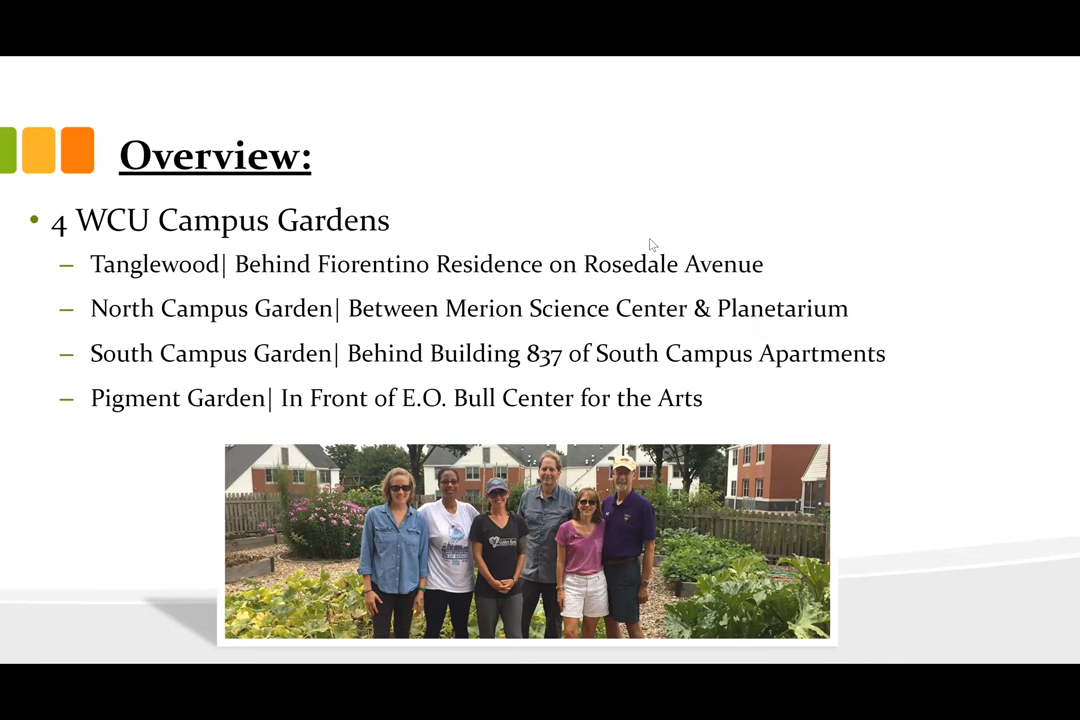 Overview:
• 4 WCU Campus Gardens
– Tanglewood| Behind Fiorentino Residence on Rosedale Avenue
– North Campus Garden| Between Merion Science Center & Planetarium
– South Campus Garden| Behind Building 837 of South Campus Apartments
– Pigment Garden| In Front of E.O. Bull Center for the Arts